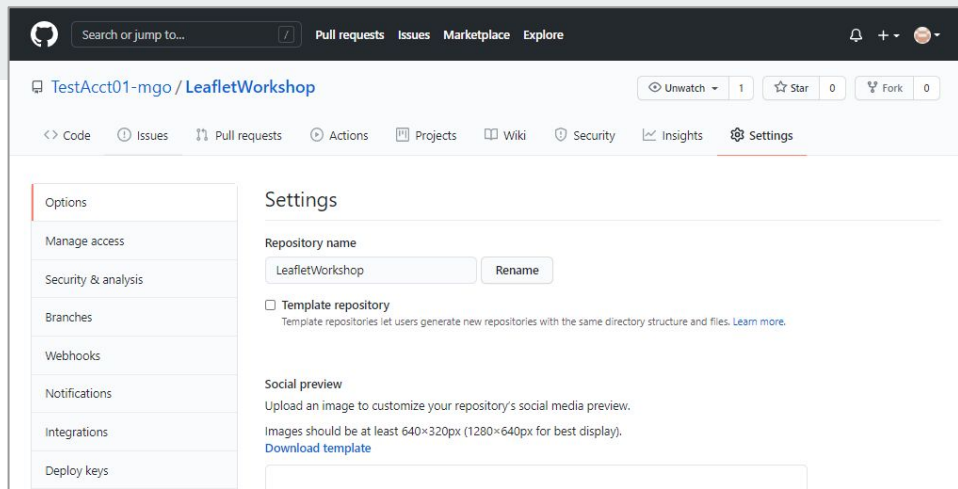 Search or jump to... / Pull requests Issues Marketplace Explore
TestAcct01-mgo / LeafletWorkshop Unwatch 1 Star 0 Fork 0
Code Issues Pull requests Actions Projects Wiki Security Insights Settings
Options
Manage access
Security & analysis
Branches
Webhooks
Notifications
Integrations
Deploy keys
Settings
Repository name
LeafletWorkshop Rename
Template repository
Template repositories let users generate new repositories with the same directory structure and files. Learn more.
Social preview
Upload an image to customize your repository's social media preview.
Images should be at least 640×320px (1280×640px for best display).
Download template